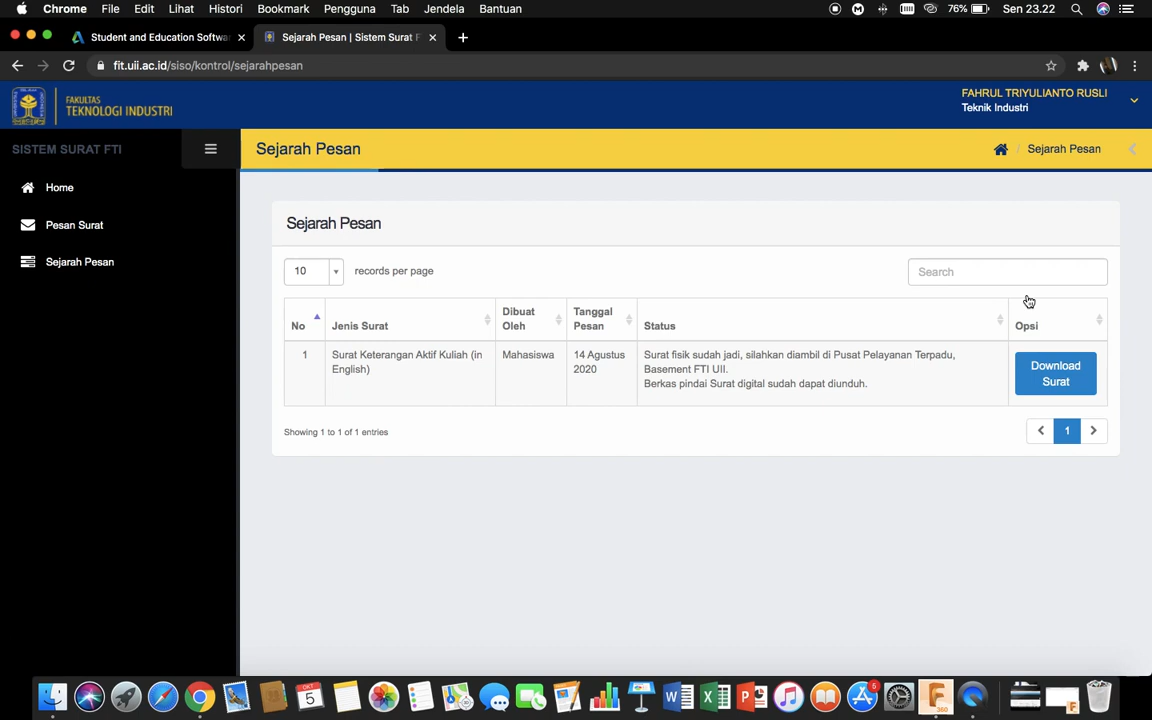 Chrome File Edit Lihat Histori Bookmark Pengguna Tab Jendela Bantuan 76% Sen 23.22
Student and Education Softwa Sejarah Pesan | Sistem Surat F
fit.uii.ac.id/siso/kontrol/sejarahpesan
FAKULTAS
TEKNOLOGI INDUSTRI
FAHRUL TRIYULIANTO RUSLI
Teknik Industri
SISTEM SURAT FTI
Sejarah Pesan
/ Sejarah Pesan
Home
Pesan Surat
Sejarah Pesan
Sejarah Pesan
10 records per page
Search
No
Jenis Surat
Dibuat
Oleh
Tanggal
Pesan
Status
Opsi
1
Surat Keterangan Aktif Kuliah (in
English)
Mahasiswa
14 Agustus
2020
Surat fisik sudah jadi, silahkan diambil di Pusat Pelayanan Terpadu,
Basement FTI UII.
Berkas pindai Surat digital sudah dapat diunduh.
Download
Surat
Showing 1 to 1 of 1 entries
1
OKT
5
6
F
360